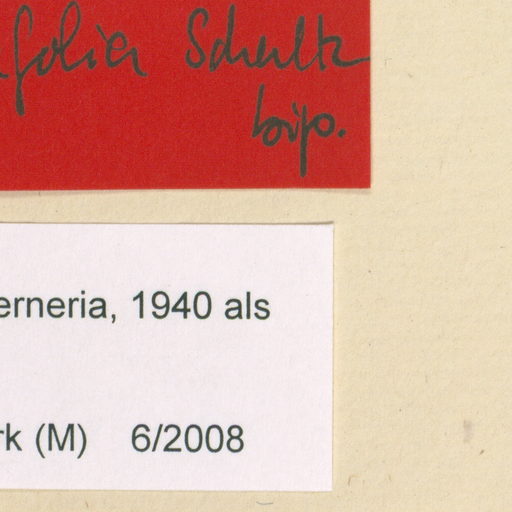 folia Schultz
bip.
erneria, 1940 als
rk (M) 6/2008